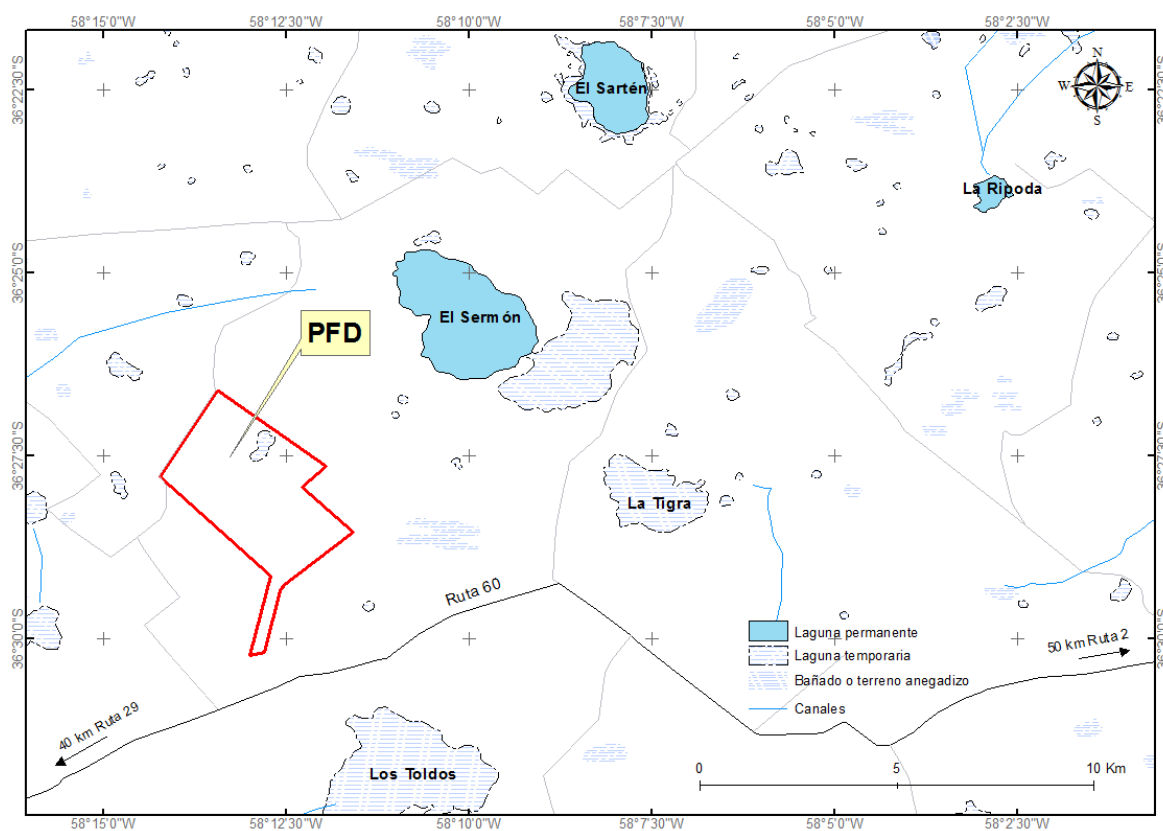 58°15'0"W 58°12'30"W 58°10'0"W 58°7'30"W 58°5'0"W 58°2'30"W
N
W E
S
36°22'30"S
El Sartén
La Ripoda
36°25'0"S 36°25'0"S
El Sermón
PFD
36°27'30"S
La Tigra
Ruta 60
36°30'0"S
Laguna permanente
Laguna temporaria
Bañado o terreno anegadizo
Canales
50 km Ruta 2
40 km Ruta 29
Los Toldos
0 5 10 Km
58°15'0"W 58°12'30"W 58°10'0"W 58°7'30"W 58°5'0"W 58°2'30"W